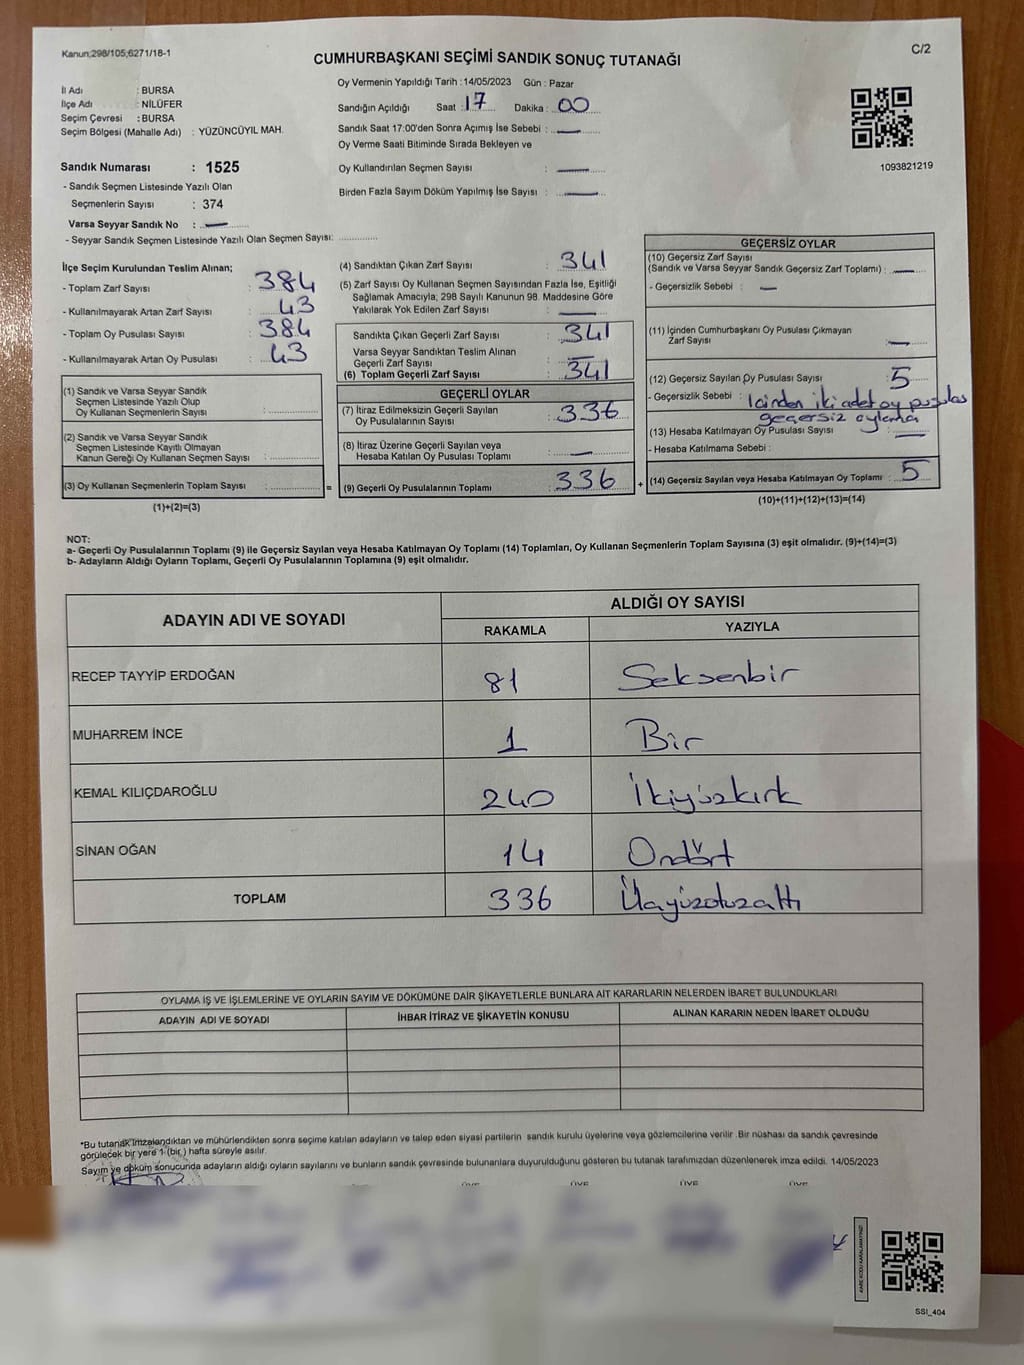 Kanun;298/105;6271/18-1
C/2
CUMHURBAŞKANI SEÇİMİ SANDIK SONUÇ TUTANAĞI
İl Adı : BURSA
İlçe Adı : NİLÜFER
Seçim Çevresi : BURSA
Seçim Bölgesi (Mahalle Adı) : YÜZÜNCÜYIL MAH.
Sandık Numarası : 1525
- Sandık Seçmen Listesinde Yazılı Olan
Seçmenlerin Sayısı : 374
Varsa Seyyar Sandık No : —
- Seyyar Sandık Seçmen Listesinde Yazılı Olan Seçmen Sayısı: ..............
Oy Vermenin Yapıldığı Tarih : 14/05/2023 Gün : Pazar
Sandığın Açıldığı Saat : 17 Dakika : 00
Sandık Saat 17:00'den Sonra Açımış İse Sebebi : —
Oy Verme Saati Bitiminde Sırada Bekleyen ve
Oy Kullandırılan Seçmen Sayısı : —
Birden Fazla Sayım Döküm Yapılmış İse Sayısı : —
1093821219
İlçe Seçim Kurulundan Teslim Alınan;
- Toplam Zarf Sayısı : 384
- Kullanılmayarak Artan Zarf Sayısı : 43
- Toplam Oy Pusulası Sayısı : 384
- Kullanılmayarak Artan Oy Pusulası : 43
(1) Sandık ve Varsa Seyyar Sandık
Seçmen Listesinde Yazılı Olup
Oy Kullanan Seçmenlerin Sayısı : ..............
(2) Sandık ve Varsa Seyyar Sandık
Seçmen Listesinde Kayıtlı Olmayan
Kanun Gereği Oy Kullanan Seçmen Sayısı : ..............
(3) Oy Kullanan Seçmenlerin Toplam Sayısı : ..............
(1)+(2)=(3)
=
(4) Sandıktan Çıkan Zarf Sayısı : 341
(5) Zarf Sayısı Oy Kullanan Seçmen Sayısından Fazla İse, Eşitliği
Sağlamak Amacıyla; 298 Sayılı Kanunun 98. Maddesine Göre
Yakılarak Yok Edilen Zarf Sayısı : —
Sandıkta Çıkan Geçerli Zarf Sayısı : 341
Varsa Seyyar Sandıktan Teslim Alınan
Geçerli Zarf Sayısı : —
(6) Toplam Geçerli Zarf Sayısı : 341
GEÇERLİ OYLAR
(7) İtiraz Edilmeksizin Geçerli Sayılan
Oy Pusulalarının Sayısı : 336
(8) İtiraz Üzerine Geçerli Sayılan veya
Hesaba Katılan Oy Pusulası Toplamı : —
(9) Geçerli Oy Pusulalarının Toplamı : 336
+
GEÇERSİZ OYLAR
(10) Geçersiz Zarf Sayısı
(Sandık ve Varsa Seyyar Sandık Geçersiz Zarf Toplamı) : —
- Geçersizlik Sebebi : —
(11) İçinden Cumhurbaşkanı Oy Pusulası Çıkmayan
Zarf Sayısı : —
(12) Geçersiz Sayılan Oy Pusulası Sayısı : 5
- Geçersizlik Sebebi : İçinden iki adet oy pusulas
geçersiz oylama
(13) Hesaba Katılmayan Oy Pusulası Sayısı : —
- Hesaba Katılmama Sebebi :
(14) Geçersiz Sayılan veya Hesaba Katılmayan Oy Toplamı : 5
(10)+(11)+(12)+(13)=(14)
NOT:
a- Geçerli Oy Pusulalarının Toplamı (9) ile Geçersiz Sayılan veya Hesaba Katılmayan Oy Toplamı (14) Toplamları, Oy Kullanan Seçmenlerin Toplam Sayısına (3) eşit olmalıdır. (9)+(14)=(3)
b- Adayların Aldığı Oyların Toplamı, Geçerli Oy Pusulalarının Toplamına (9) eşit olmalıdır.
ADAYIN ADI VE SOYADI
ALDIĞI OY SAYISI
RAKAMLA YAZIYLA
RECEP TAYYİP ERDOĞAN 81 Seksenbir
MUHARREM İNCE 1 Bir
KEMAL KILIÇDAROĞLU 240 İkiyüzkırk
SİNAN OĞAN 14 Ondört
TOPLAM 336 Üçyüzotuzaltı
OYLAMA İŞ VE İŞLEMLERİNE VE OYLARIN SAYIM VE DÖKÜMÜNE DAİR ŞİKAYETLERLE BUNLARA AİT KARARLARIN NELERDEN İBARET BULUNDUKLARI
ADAYIN ADI VE SOYADI İHBAR İTİRAZ VE ŞİKAYETİN KONUSU ALINAN KARARIN NEDEN İBARET OLDUĞU
*Bu tutanak imzalandıktan ve mühürlendikten sonra seçime katılan adayların ve talep eden siyasi partilerin sandık kurulu üyelerine veya gözlemcilerine verilir .Bir nüshası da sandık çevresinde
görülecek bir yere 1 (bir.) hafta süreyle asılır.
Sayım ve döküm sonucunda adayların aldığı oyların sayılarını ve bunların sandık çevresinde bulunanlara duyurulduğunu gösteren bu tutanak tarafımızdan düzenlenerek imza edildi. 14/05/2023
ÜYE ÜYE ÜYE ÜYE
SSİ_404